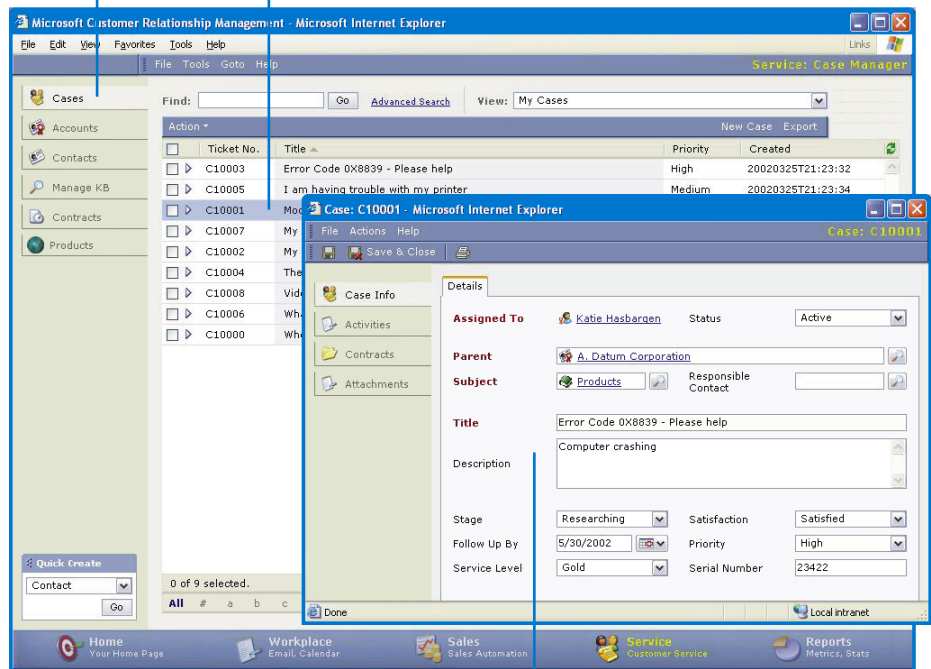 Microsoft Customer Relationship Management - Microsoft Internet Explorer
File Edit View Favorites Tools Help Links
File Tools Goto Help Service: Case Manager
Cases
Accounts
Contacts
Manage KB
Contracts
Products
Find: Go Advanced Search View: My Cases
Action New Case Export
Ticket No. Title Priority Created
C10003 Error Code 0X8839 - Please help High 20020325T21:23:32
C10005 I am having trouble with my printer Medium 20020325T21:23:34
C10001
C10007 My
C10002 My
C10004 The
C10008
C10006
C10000
0 of 9 selected.
All # a b c
Quick Create
Contact
Go
Case: C10001 - Microsoft Internet Explorer
File Actions Help Case: C10001
Save & Close
Case Info
Activities
Contracts
Attachments
Details
Assigned To Katie Hasbargen Status Active
Parent A. Datum Corporation
Subject Products Responsible Contact
Title Error Code 0X8839 - Please help
Description Computer crashing
Stage Researching Satisfaction Satisfied
Follow Up By 5/30/2002 Priority High
Service Level Gold Serial Number 23422
Done Local intranet
Home Workplace Sales Service Reports
Your Home Page Email, Calendar Sales Automation Customer Service Metrics, Stats